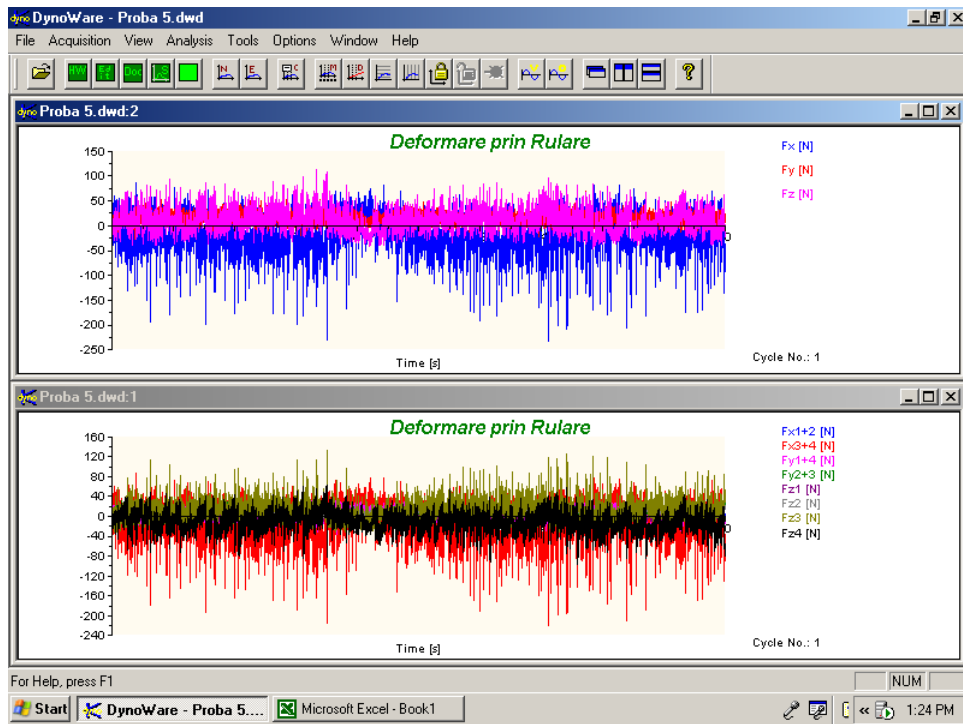 DynoWare - Proba 5.dwd
File Acquisition View Analysis Tools Options Window Help
Proba 5.dwd:2
Deformare prin Rulare
150
100
50
0
-50
-100
-150
-200
-250
Fx [N]
Fy [N]
Fz [N]
Time [s]
Cycle No.: 1
Proba 5.dwd:1
Deformare prin Rulare
160
120
80
40
0
-40
-80
-120
-160
-200
-240
Fx1+2 [N]
Fx3+4 [N]
Fy1+4 [N]
Fy2+3 [N]
Fz1 [N]
Fz2 [N]
Fz3 [N]
Fz4 [N]
Time [s]
Cycle No.: 1
For Help, press F1
NUM
Start DynoWare - Proba 5.... Microsoft Excel - Book1 1:24 PM